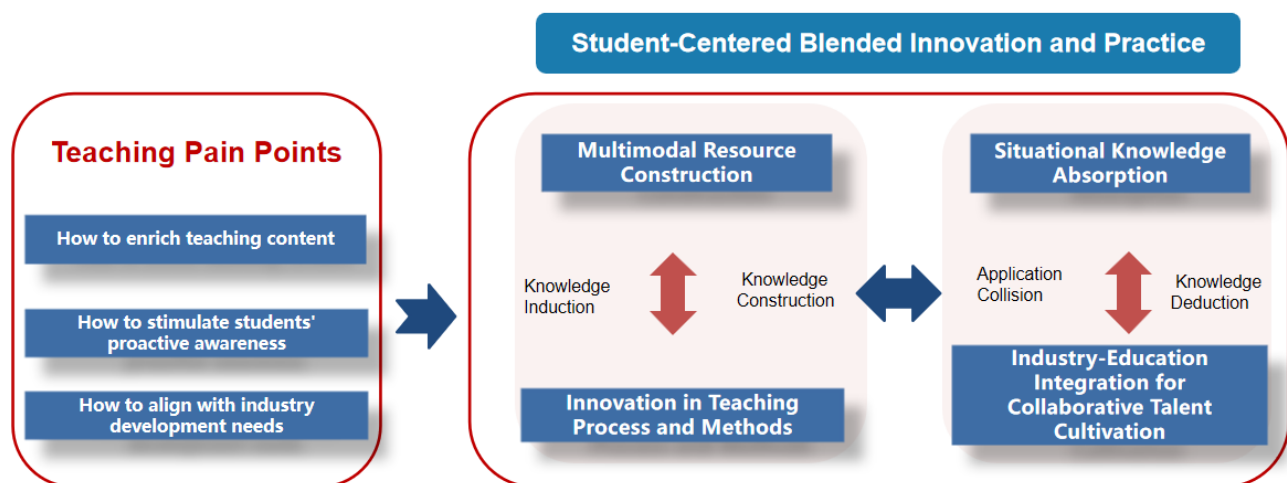 Student-Centered Blended Innovation and Practice
Teaching Pain Points
How to enrich teaching content
How to stimulate students'
proactive awareness
How to align with industry
development needs
Multimodal Resource
Construction
Knowledge
Induction
Knowledge
Construction
Innovation in Teaching
Process and Methods
Situational Knowledge
Absorption
Application
Collision
Knowledge
Deduction
Industry-Education
Integration for
Collaborative Talent
Cultivation